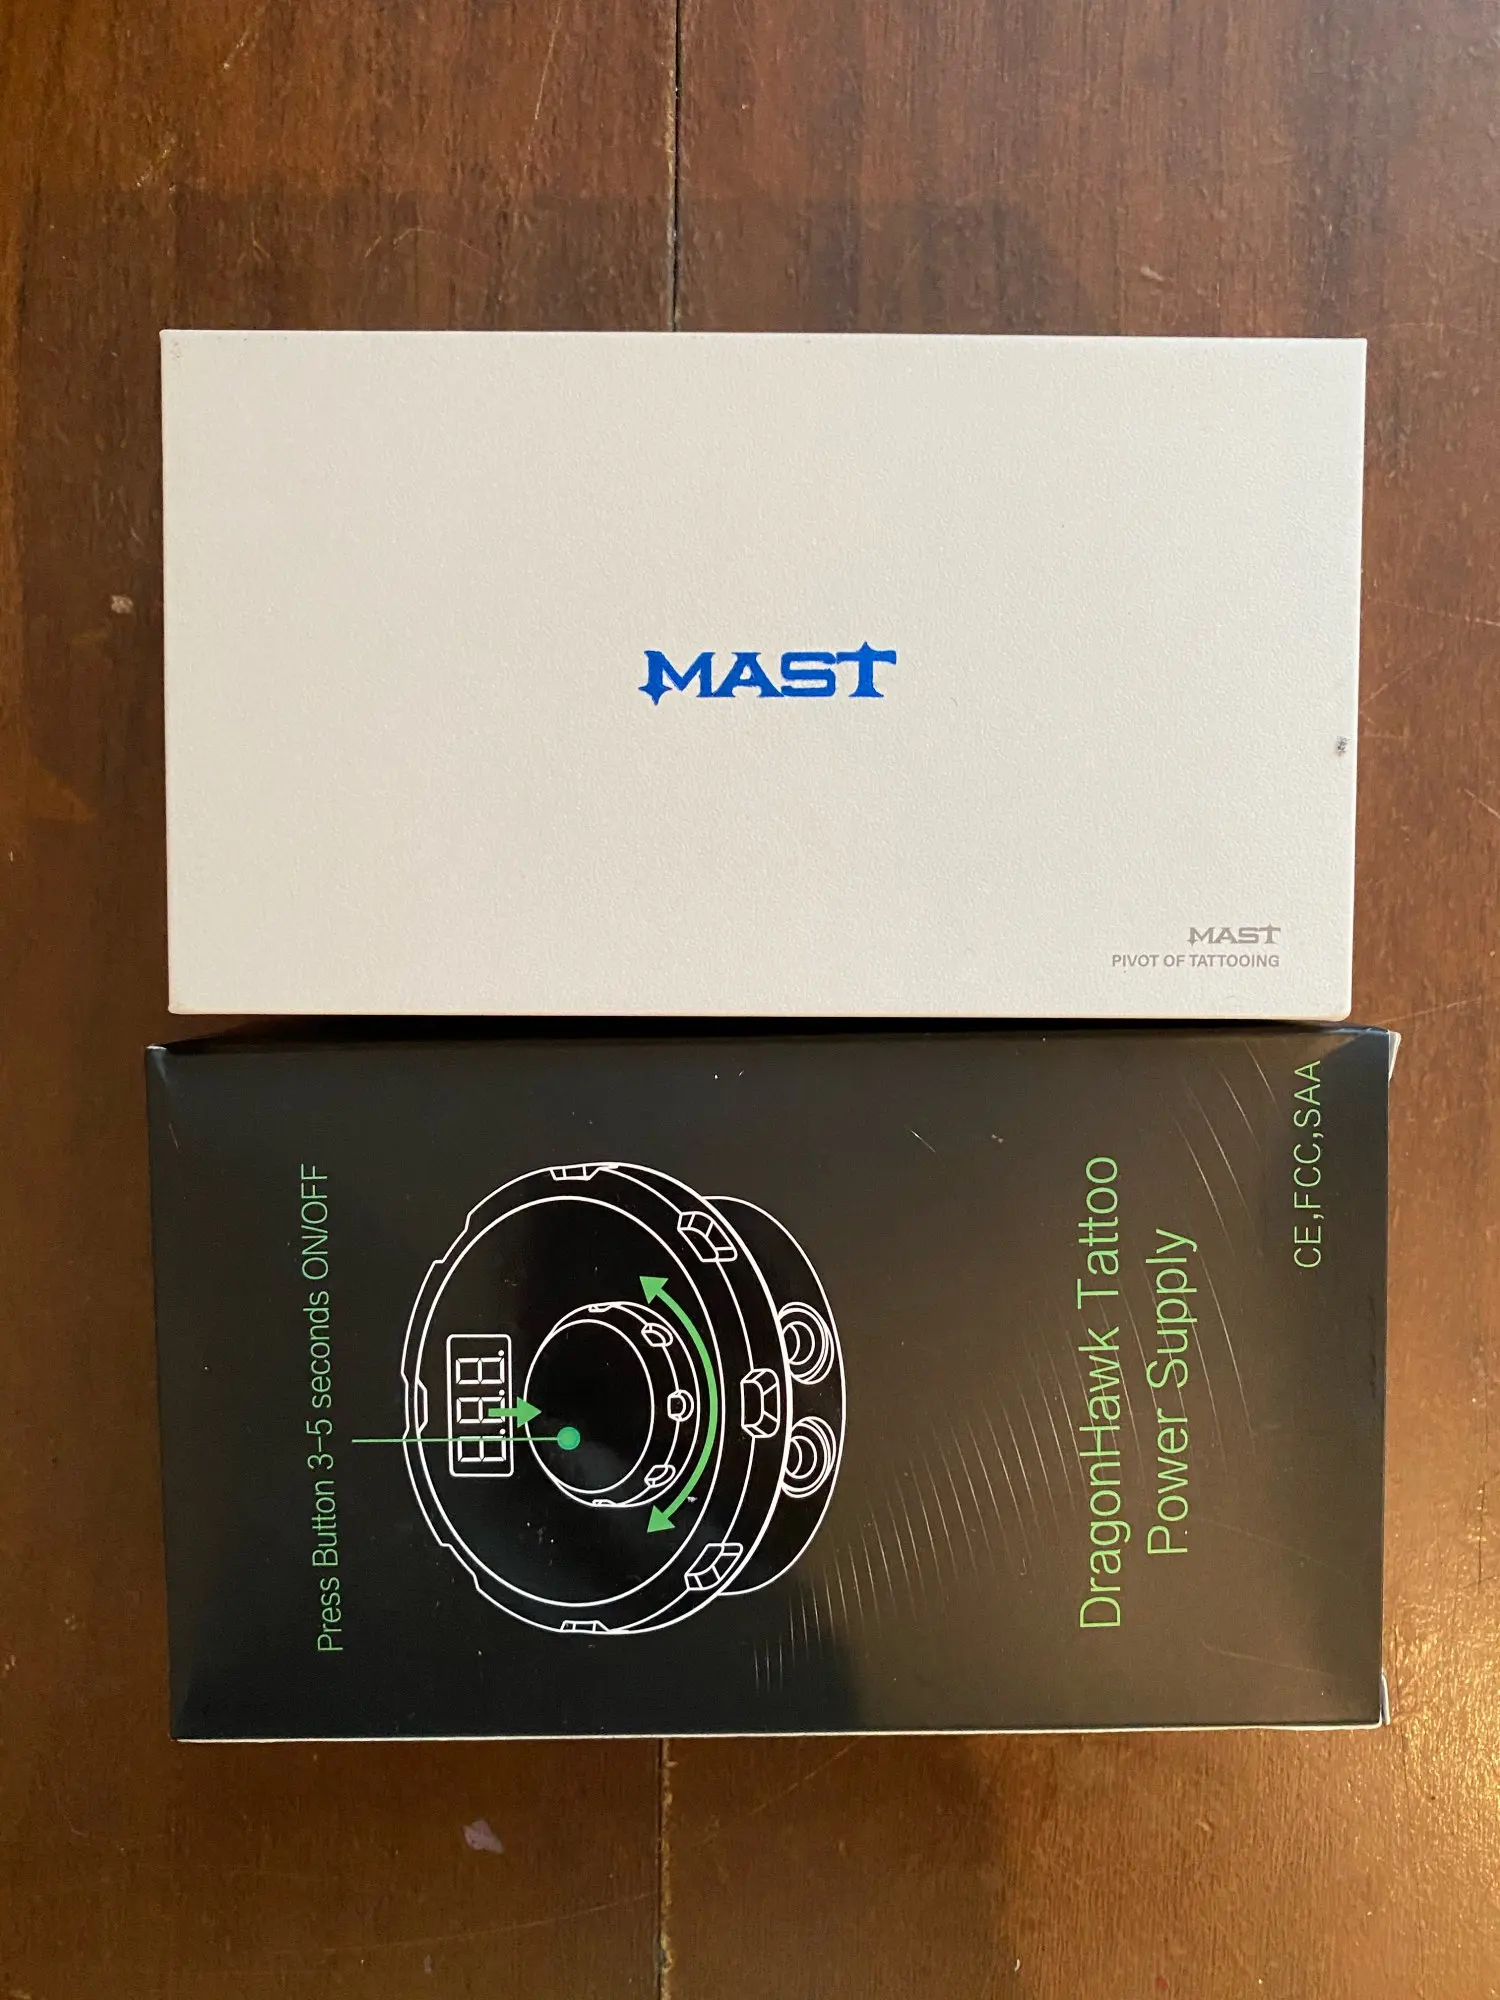 MAST
MAST
PIVOT OF TATTOOING
Press Button 3-5 seconds ON/OFF
8.8.8.
DragonHawk Tattoo
Power Supply
CE,FCC,SAA